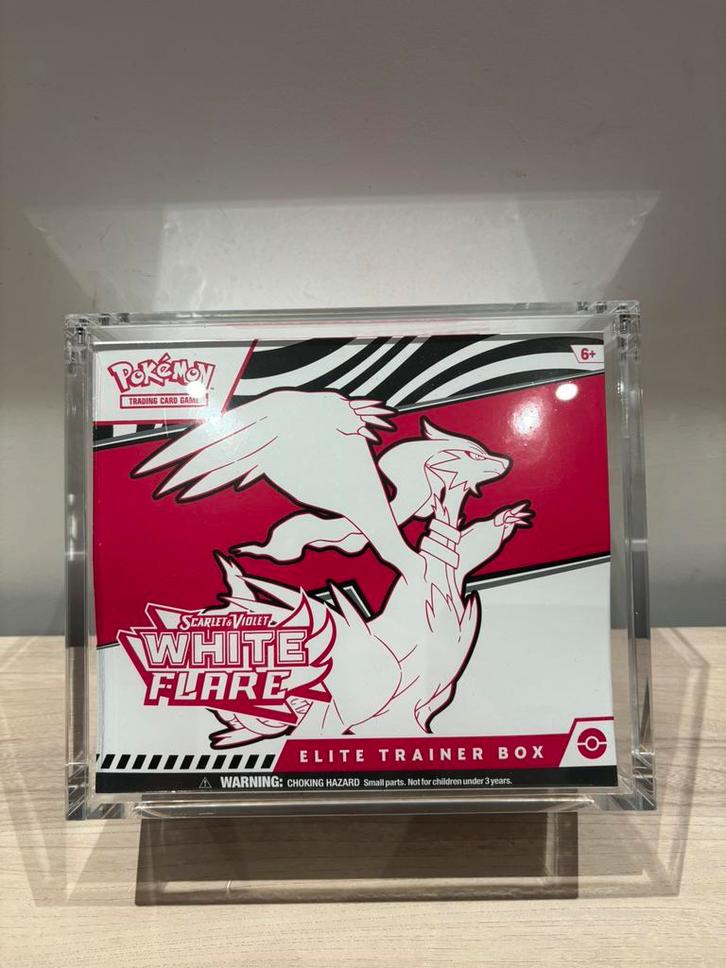 POKéMON
TRADING CARD GAME
6+
SCARLET & VIOLET
WHITE
FLARE
ELITE TRAINER BOX
WARNING: CHOKING HAZARD Small parts. Not for children under 3 years.